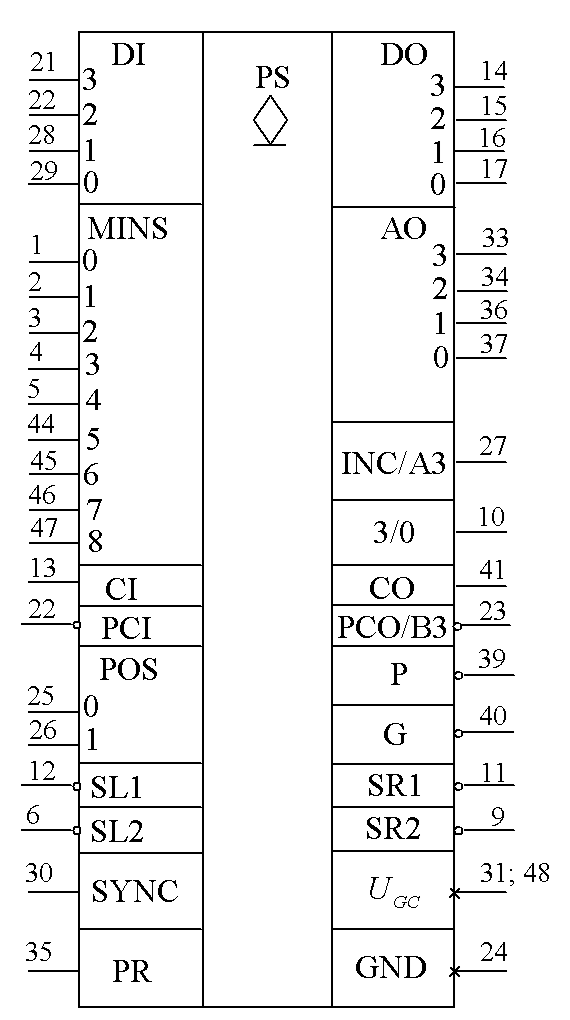 DI PS DO
21 3 3 14
22 2 2 15
28 1 1 16
29 0 0 17
MINS AO
1 0 3 33
2 1 2 34
3 2 1 36
4 3 0 37
5 4
44 5
45 6 INC/A3 27
46 7
47 8 3/0 10
13 CI CO 41
22 PCI PCO/B3 23
POS P 39
25 0
26 1 G 40
12 SL1 SR1 11
6 SL2 SR2 9
30 SYNC U GC 31; 48
35 PR GND 24